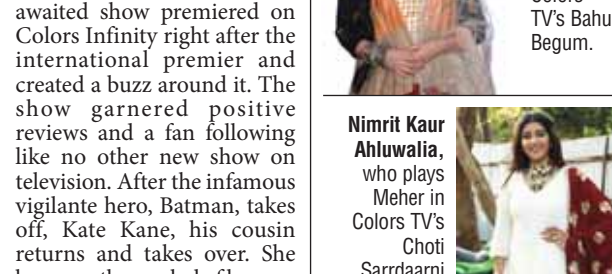 awaited show premiered on
Colors Infinity right after the
international premier and
created a buzz around it. The
show garnered positive
reviews and a fan following
like no other new show on
television. After the infamous
vigilante hero, Batman, takes
off, Kate Kane, his cousin
returns and takes over. She
TV's Bahu
Begum.
Nimrit Kaur
Ahluwalia,
who plays
Meher in
Colors TV's
Choti
Sarrdaarni